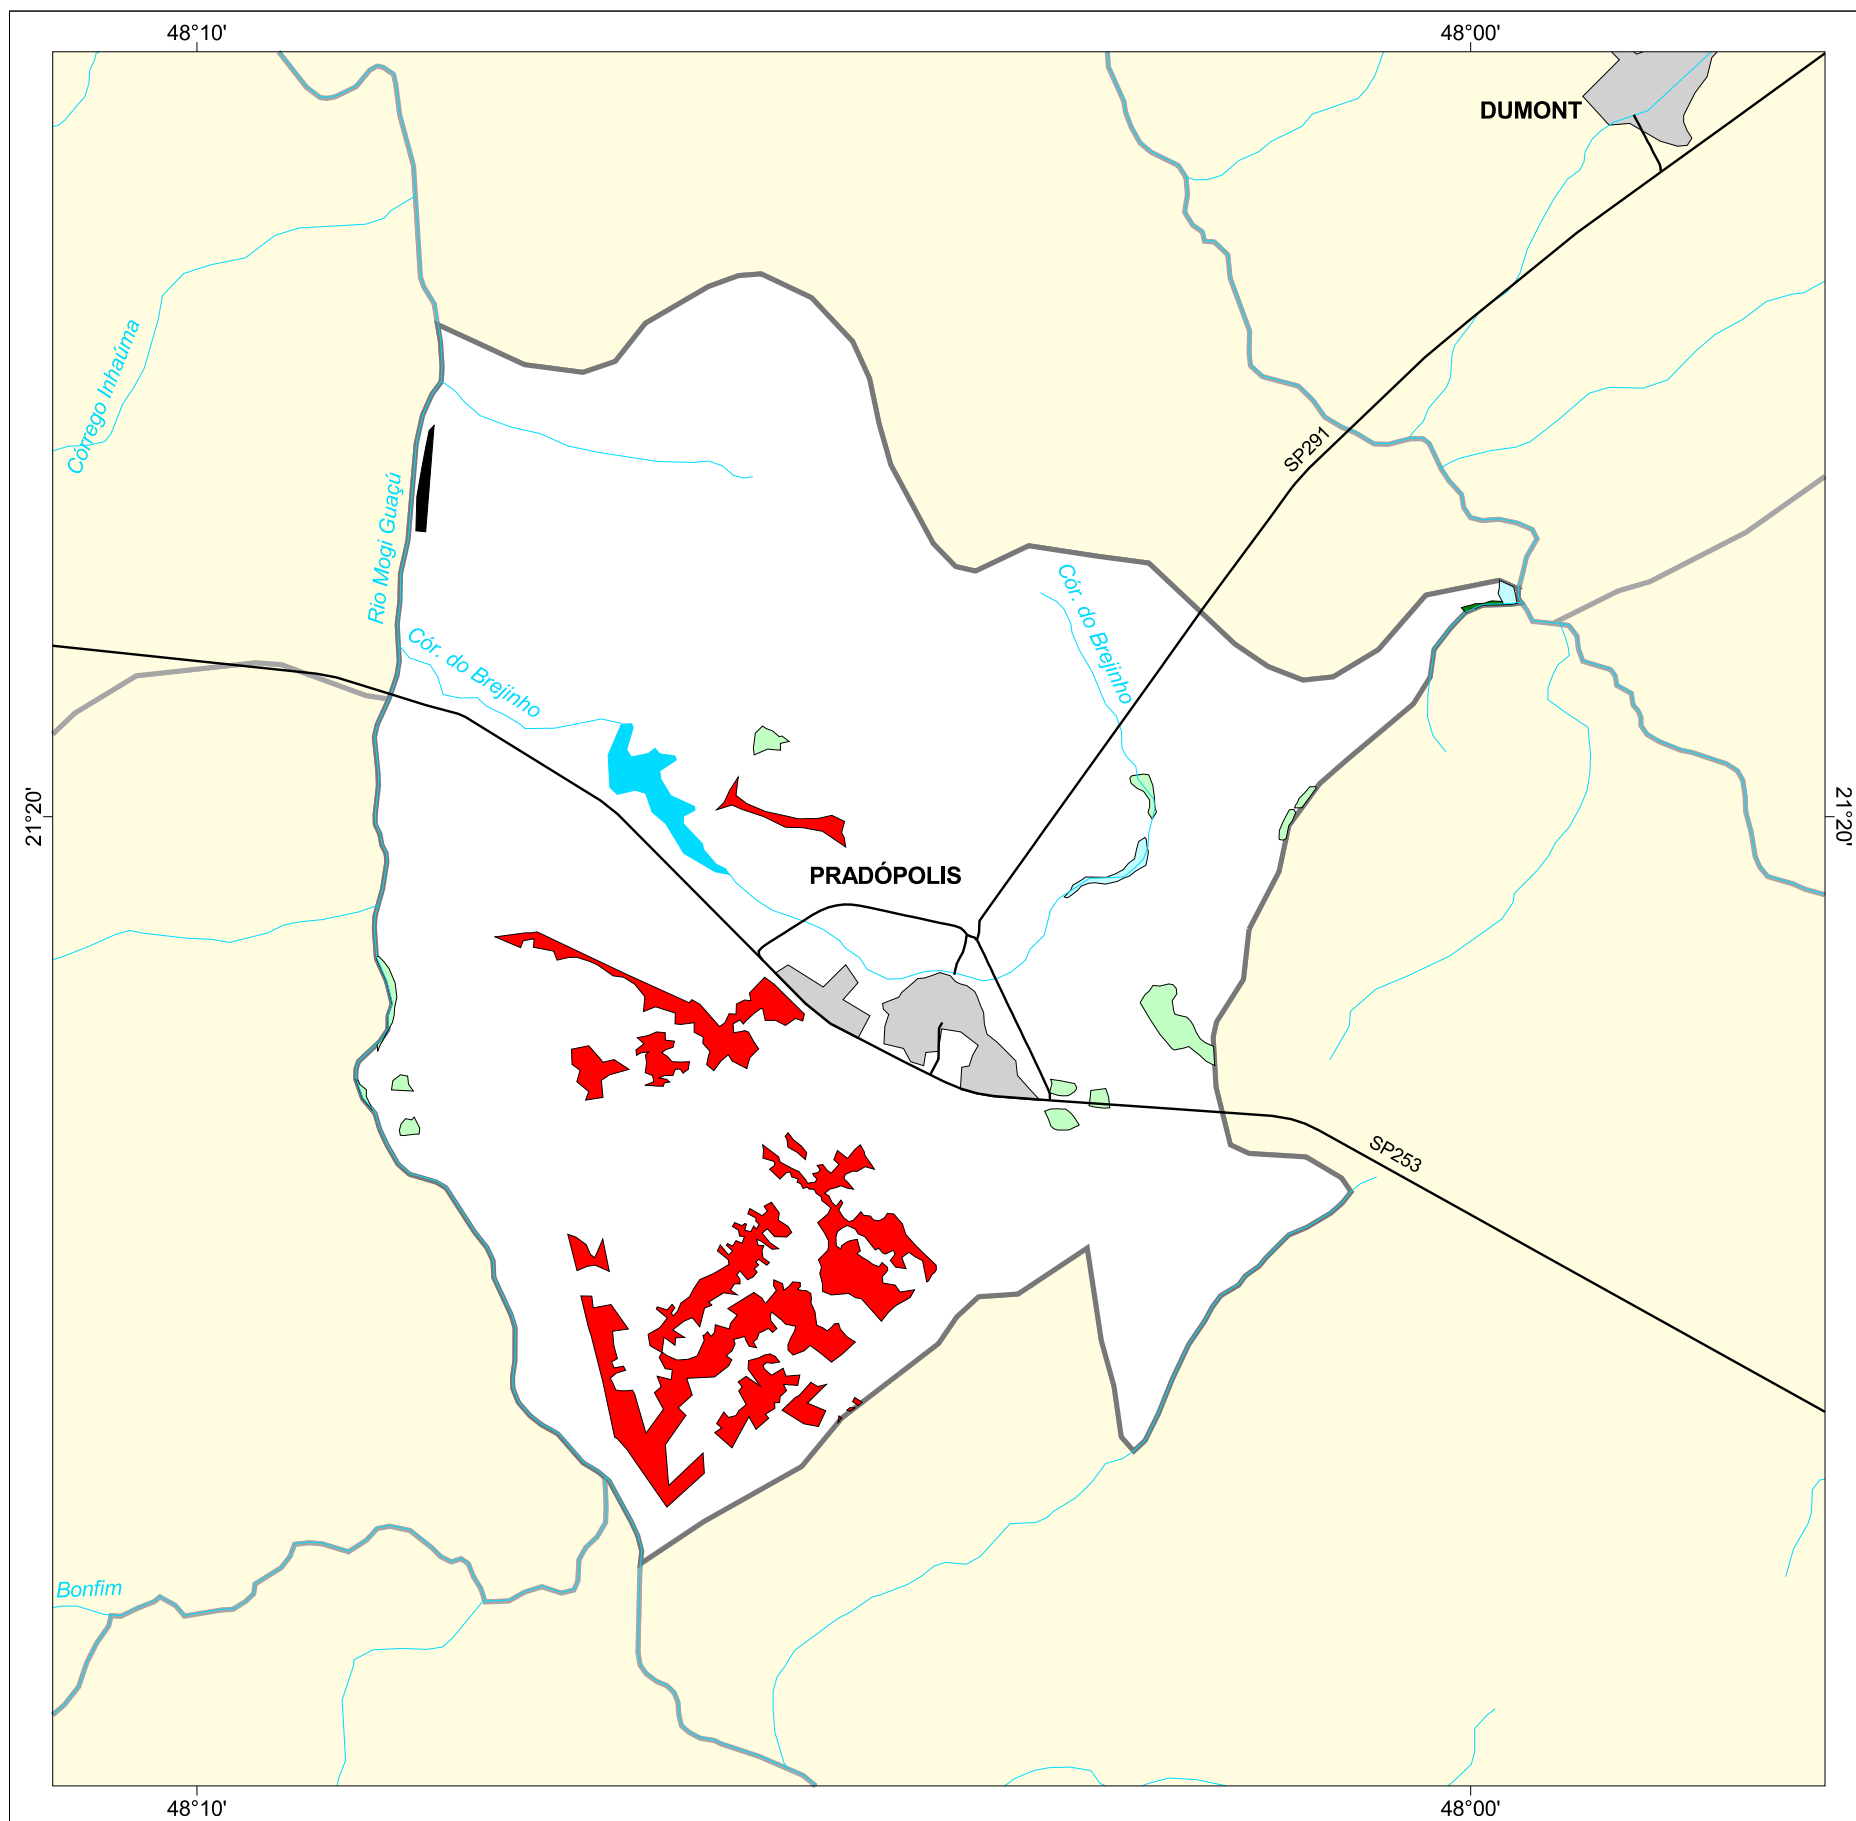 48°10'
48°00'
DUMONT
Córrego Inhaúma
SP291
Rio Mogi Guaçú
Cór. do Brejinho
Cór. do Brejinho
21°20'
21°20'
PRADÓPOLIS
SP253
Bonfim
48°10'
48°00'